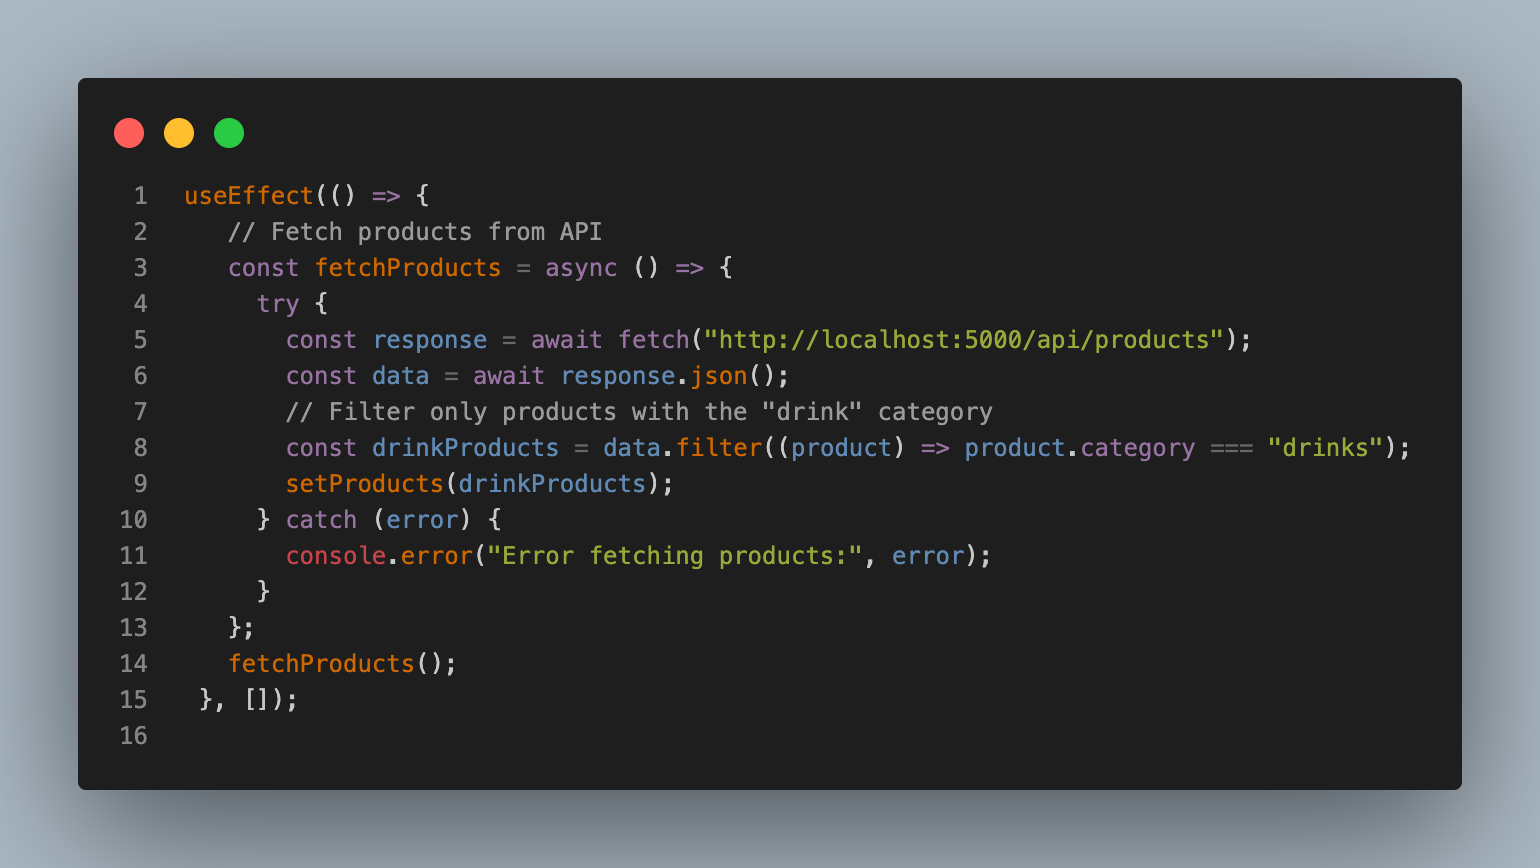 1 useEffect(() => {
2 // Fetch products from API
3 const fetchProducts = async () => {
4 try {
5 const response = await fetch("http://localhost:5000/api/products");
6 const data = await response.json();
7 // Filter only products with the "drink" category
8 const drinkProducts = data.filter((product) => product.category === "drinks");
9 setProducts(drinkProducts);
10 } catch (error) {
11 console.error("Error fetching products:", error);
12 }
13 };
14 fetchProducts();
15 }, []);
16